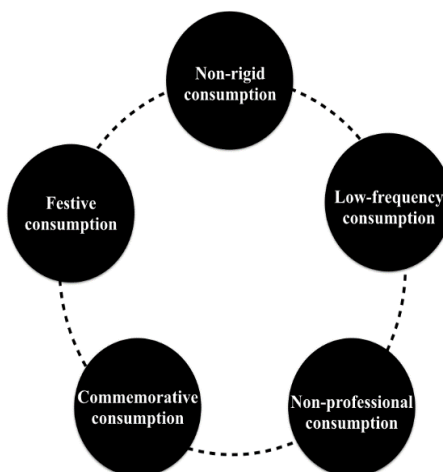 Non-rigid
consumption
Low-frequency
consumption
Non-professional
consumption
Commemorative
consumption
Festive
consumption